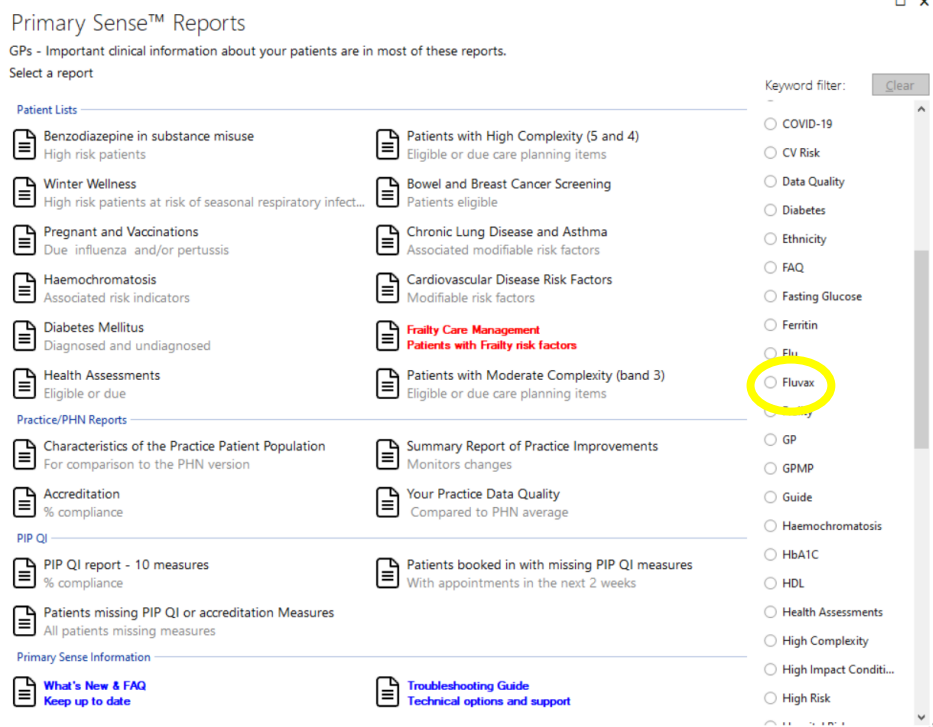 Primary Sense™ Reports
GPs - Important clinical information about your patients are in most of these reports.
Select a report
Keyword filter:
Clear
Patient Lists
Benzodiazepine in substance misuse
High risk patients
Patients with High Complexity (5 and 4)
Eligible or due care planning items
Winter Wellness
High risk patients at risk of seasonal respiratory infect...
Bowel and Breast Cancer Screening
Patients eligible
Pregnant and Vaccinations
Due influenza and/or pertussis
Chronic Lung Disease and Asthma
Associated modifiable risk factors
Haemochromatosis
Associated risk indicators
Cardiovascular Disease Risk Factors
Modifiable risk factors
Diabetes Mellitus
Diagnosed and undiagnosed
Frailty Care Management
Patients with Frailty risk factors
Health Assessments
Eligible or due
Patients with Moderate Complexity (band 3)
Eligible or due care planning items
Practice/PHN Reports
Characteristics of the Practice Patient Population
For comparison to the PHN version
Summary Report of Practice Improvements
Monitors changes
Accreditation
% compliance
Your Practice Data Quality
Compared to PHN average
PIP QI
PIP QI report - 10 measures
% compliance
Patients booked in with missing PIP QI measures
With appointments in the next 2 weeks
Patients missing PIP QI or accreditation Measures
All patients missing measures
Primary Sense Information
What's New & FAQ
Keep up to date
Troubleshooting Guide
Technical options and support
COVID-19
CV Risk
Data Quality
Diabetes
Ethnicity
FAQ
Fasting Glucose
Ferritin
Flu
Fluvax
GP
GPMP
Guide
Haemochromatosis
HbA1C
HDL
Health Assessments
High Complexity
High Impact Conditi...
High Risk